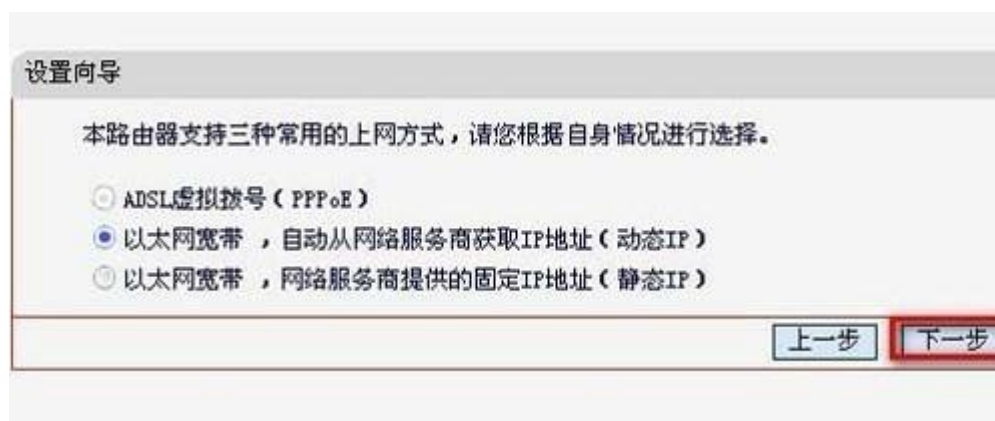 设置向导
本路由器支持三种常用的上网方式，请您根据自身情况进行选择。
ADSL虚拟拨号（PPPoE）
以太网宽带 ，自动从网络服务商获取IP地址（动态IP）
以太网宽带 ，网络服务商提供的固定IP地址（静态IP）
上一步 下一步